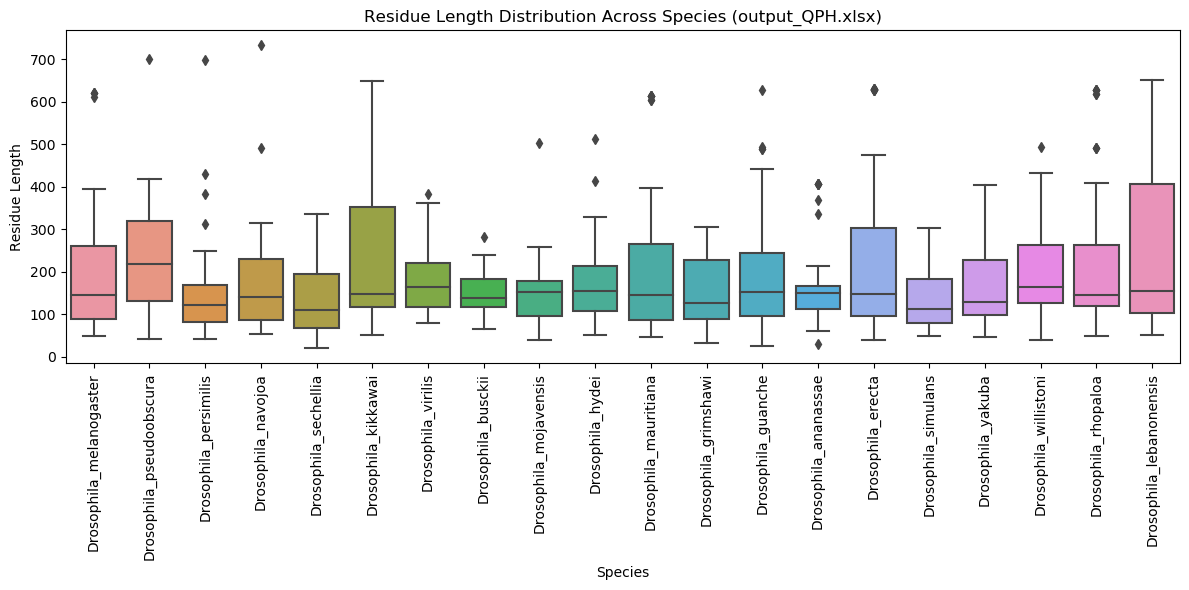 Residue Length Distribution Across Species (output_QPH.xlsx)
Residue Length
700
600
500
400
300
200
100
0
Drosophila_melanogaster
Drosophila_pseudoobscura
Drosophila_persimilis
Drosophila_navojoa
Drosophila_sechellia
Drosophila_kikkawai
Drosophila_virilis
Drosophila_busckii
Drosophila_mojavensis
Drosophila_hydei
Drosophila_mauritiana
Drosophila_grimshawi
Drosophila_guanche
Drosophila_ananassae
Drosophila_erecta
Drosophila_simulans
Drosophila_yakuba
Drosophila_willistoni
Drosophila_rhopaloa
Drosophila_lebanonensis
Species